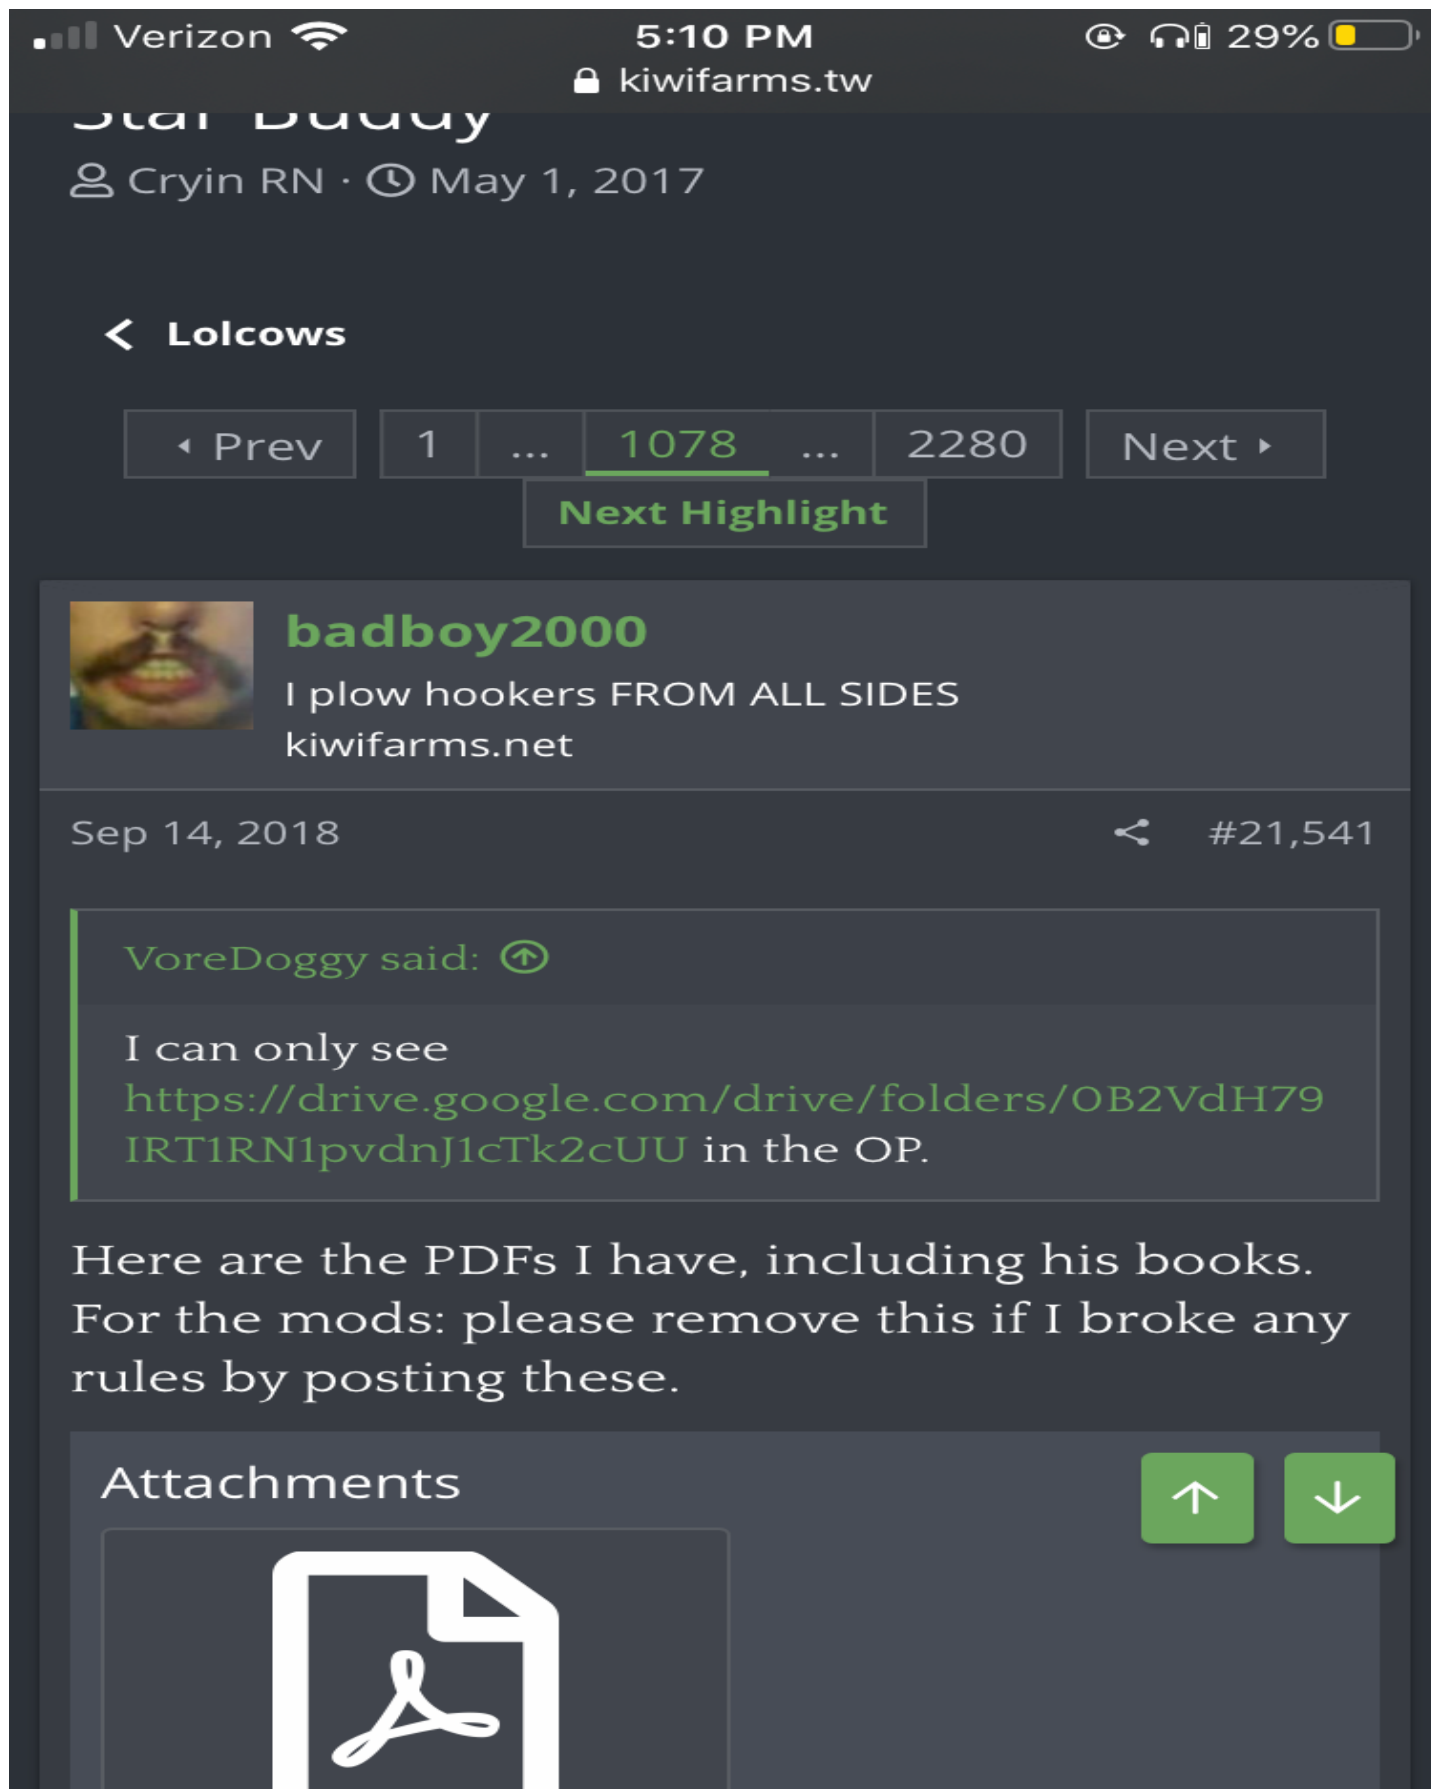 Verizon 5:10 PM 29%
kiwifarms.tw
Star Buddy
Cryin RN · May 1, 2017
Lolcows
Prev 1 ... 1078 ... 2280 Next
Next Highlight
badboy2000
I plow hookers FROM ALL SIDES
kiwifarms.net
Sep 14, 2018 #21,541
VoreDoggy said:
I can only see
https://drive.google.com/drive/folders/0B2VdH79
IRT1RN1pvdnJ1cTk2cUU in the OP.
Here are the PDFs I have, including his books.
For the mods: please remove this if I broke any
rules by posting these.
Attachments